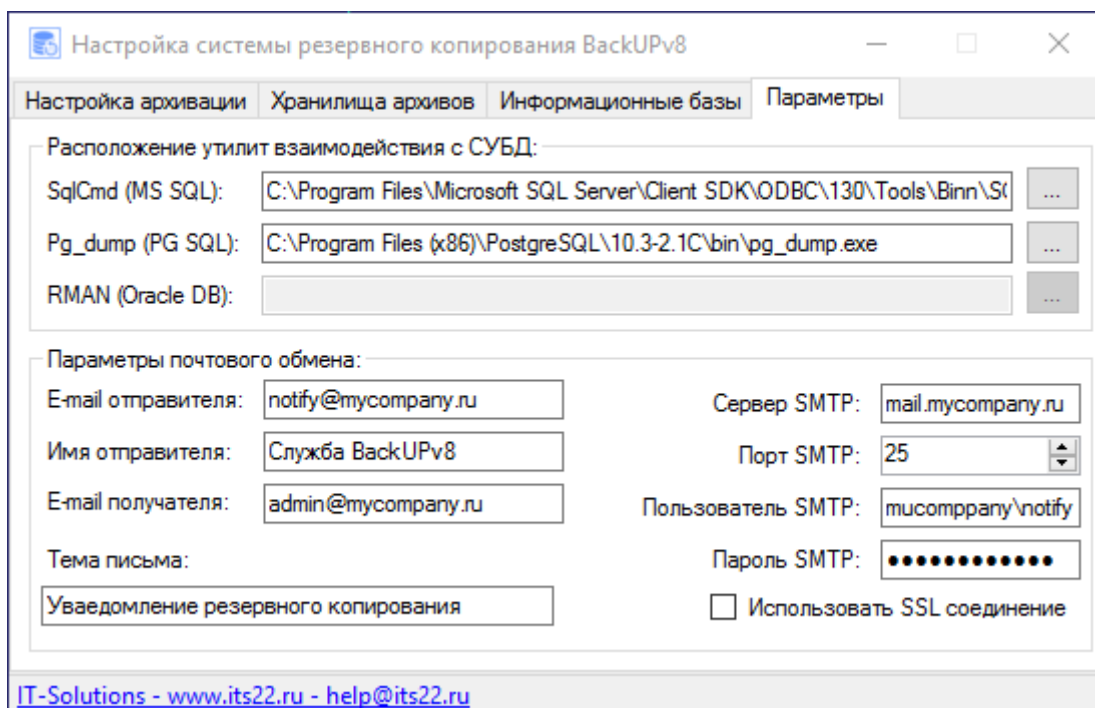 Настройка системы резервного копирования BackUPv8
Настройка архивации Хранилища архивов Информационные базы Параметры
Расположение утилит взаимодействия с СУБД:
SqlCmd (MS SQL): C:\Program Files\Microsoft SQL Server\Client SDK\ODBC\130\Tools\Binn\SQ ...
Pg_dump (PG SQL): C:\Program Files (x86)\PostgreSQL\10.3-2.1C\bin\pg_dump.exe ...
RMAN (Oracle DB): ...
Параметры почтового обмена:
E-mail отправителя: notify@mycompany.ru Сервер SMTP: mail.mycompany.ru
Имя отправителя: Служба BackUPv8 Порт SMTP: 25
E-mail получателя: admin@mycompany.ru Пользователь SMTP: mucomppany\notify
Тема письма: Пароль SMTP: ●●●●●●●●●●●●
Уваедомление резервного копирования Использовать SSL соединение
IT-Solutions - www.its22.ru - help@its22.ru